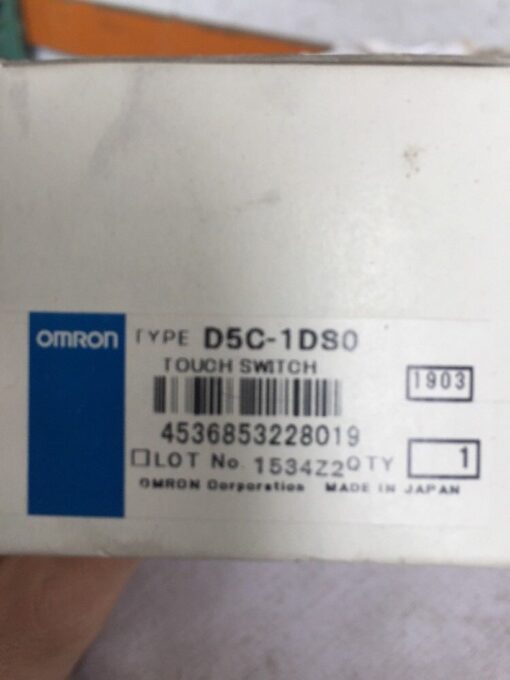 OMRON
TYPE D5C-1DS0
TOUCH SWITCH
1903
4536853228019
LOT No. 1534Z2 QTY 1
OMRON Corporation MADE IN JAPAN